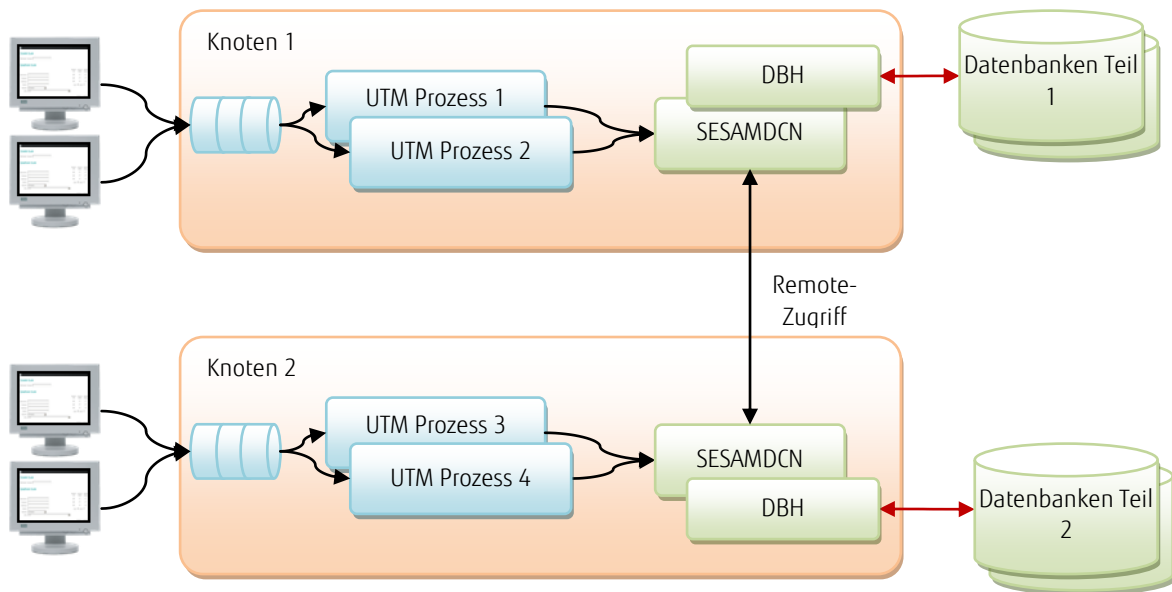 Knoten 1
UTM Prozess 1
UTM Prozess 2
DBH
SESAMDCN
Datenbanken Teil
1
Remote-
Zugriff
Knoten 2
UTM Prozess 3
UTM Prozess 4
SESAMDCN
DBH
Datenbanken Teil
2